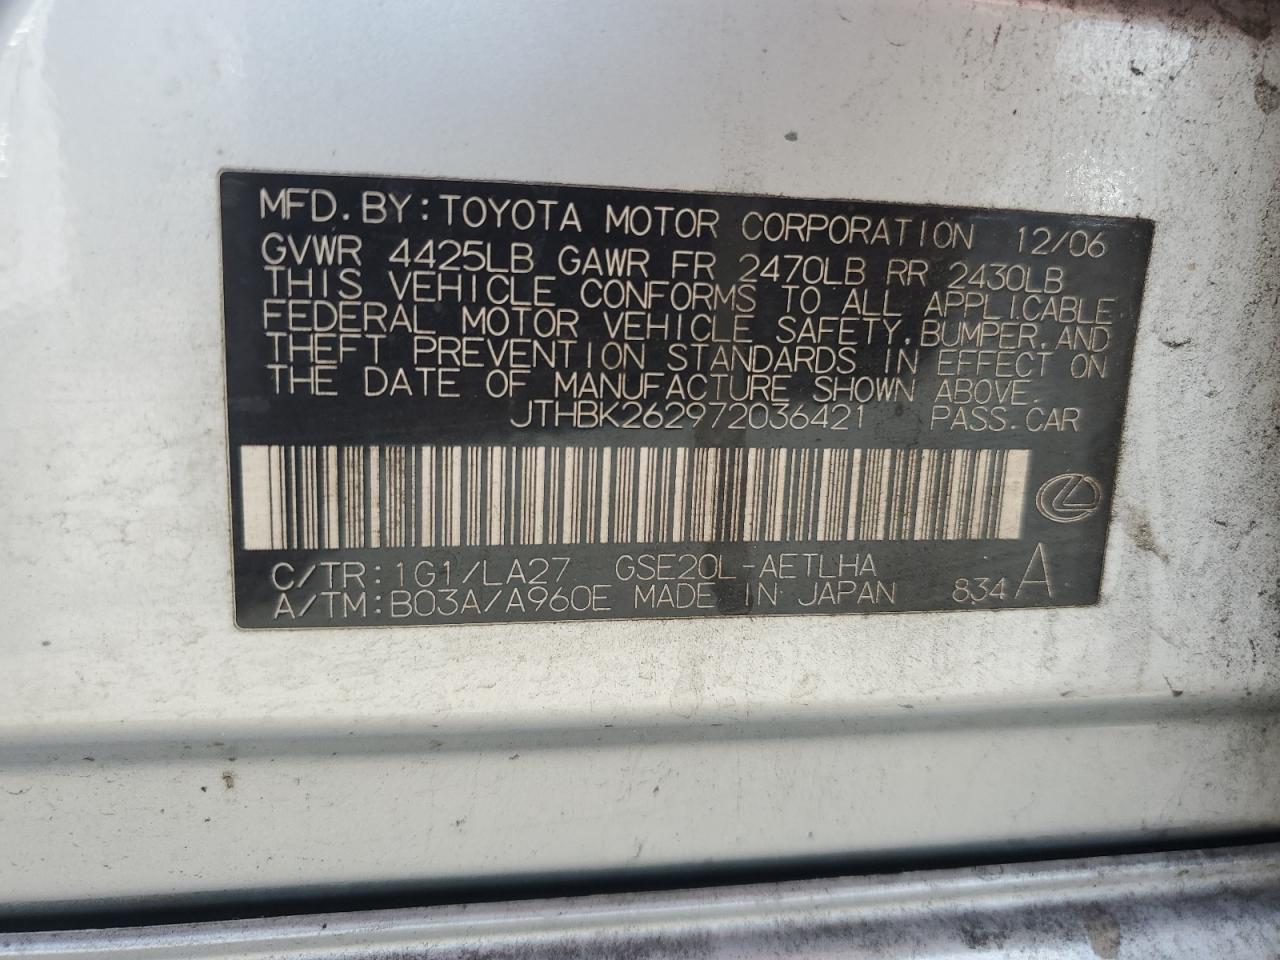 MFD.BY:TOYOTA MOTOR CORPORATION 12/06
GVWR 4425LB GAWR FR 2470LB RR 2430LB
THIS VEHICLE CONFORMS TO ALL APPLICABLE
FEDERAL MOTOR VEHICLE SAFETY,BUMPER,AND
THEFT PREVENTION STANDARDS IN EFFECT ON
THE DATE OF MANUFACTURE SHOWN ABOVE.
JTHBK262972036421 PASS.CAR
C/TR:1G1/LA27 GSE20L-AETLHA
A/TM:B03A/A960E MADE IN JAPAN 834 A